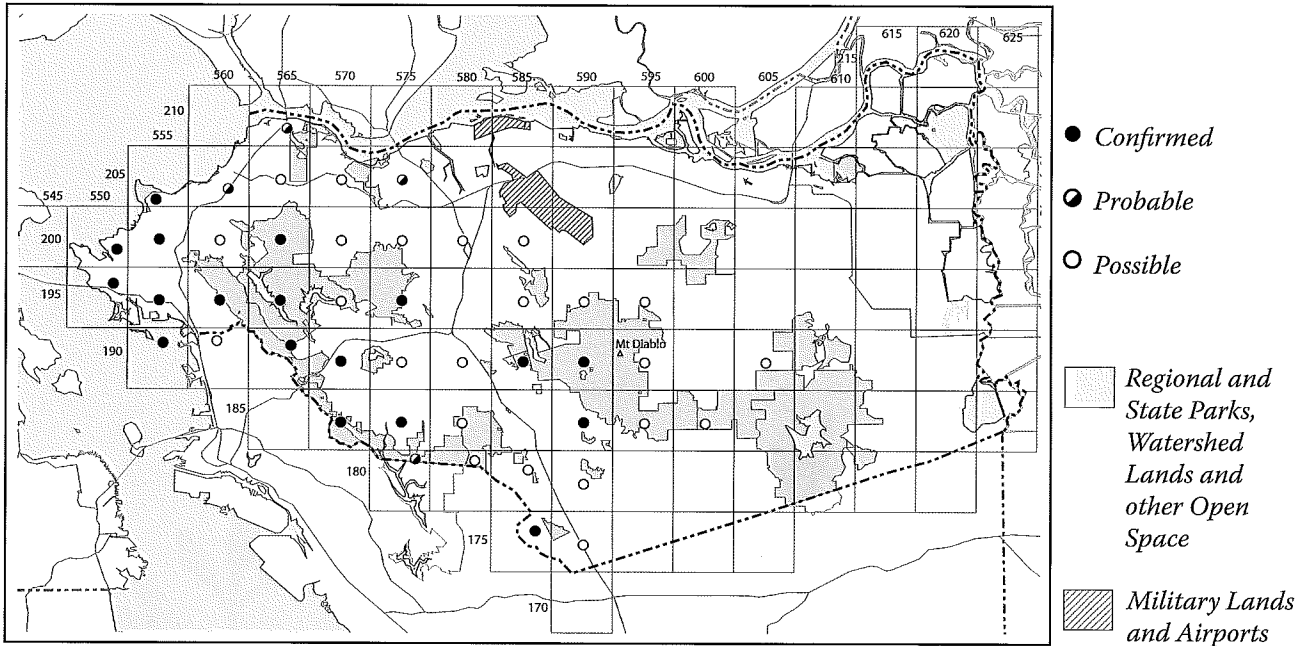 615
620
625
215
610
560
565
570
575
580
585
590
595
600
605
210
555
205
545
550
200
195
190
185
180
175
170
Mt Diablo
Confirmed
Probable
Possible
Regional and
State Parks,
Watershed
Lands and
other Open
Space
Military Lands
and Airports